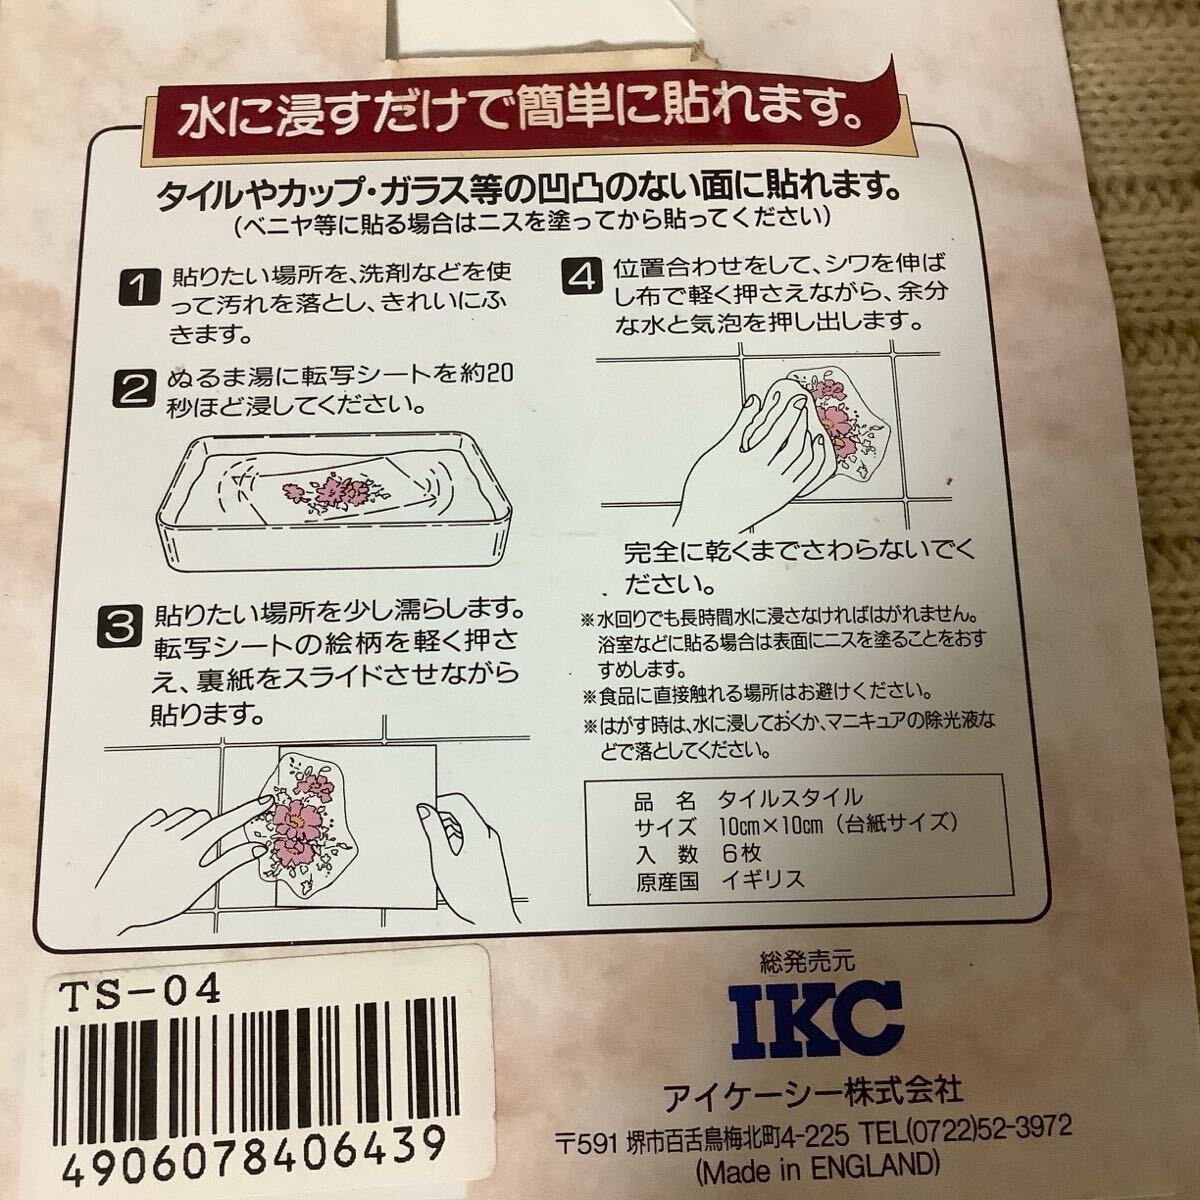 水に浸すだけで簡単に貼れます。
タイルやカップ・ガラス等の凹凸のない面に貼れます。
(ベニヤ等に貼る場合はニスを塗ってから貼ってください)
1 貼りたい場所を、洗剤などを使
って汚れを落とし、きれいにふ
きます。
2 ぬるま湯に転写シートを約20
秒ほど浸してください。
3 貼りたい場所を少し濡らします。
転写シートの絵柄を軽く押さ
え、裏紙をスライドさせながら
貼ります。
4 位置合わせをして、シワを伸ば
し布で軽く押さえながら、余分
な水と気泡を押し出します。
完全に乾くまでさわらないでく
ださい。
※水回りでも長時間水に浸さなければはがれません。
浴室などに貼る場合は表面にニスを塗ることをおす
すめします。
※食品に直接触れる場所はお避けください。
※はがす時は、水に浸しておくか、マニキュアの除光液な
どで落としてください。
品 名 タイルスタイル
サイズ 10cm×10cm (台紙サイズ)
入 数 6枚
原産国 イギリス
TS-04
4906078406439
総発売元
IKC
アイケーシー株式会社
〒591 堺市百舌鳥梅北町4-225 TEL(0722)52-3972
(Made in ENGLAND)